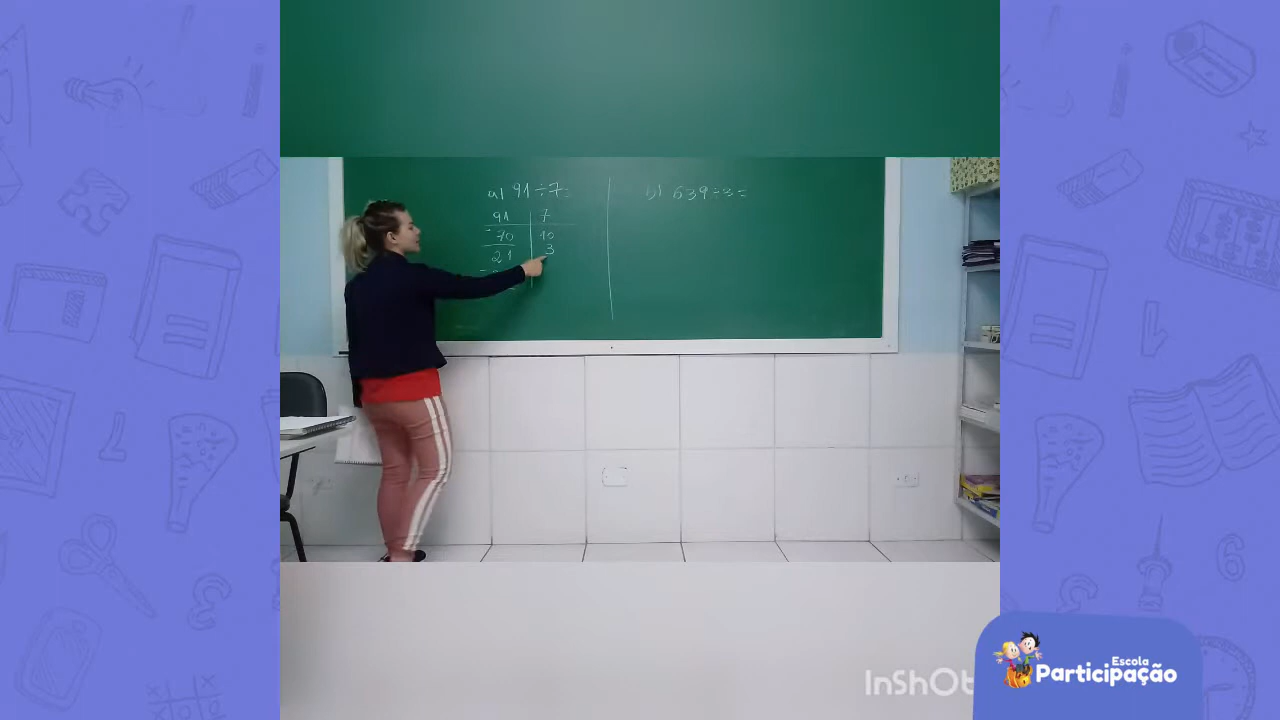 a) 91÷7=
91 7
-70 10
21 3
-
b) 639÷3=
InShOt
Escola
Participação